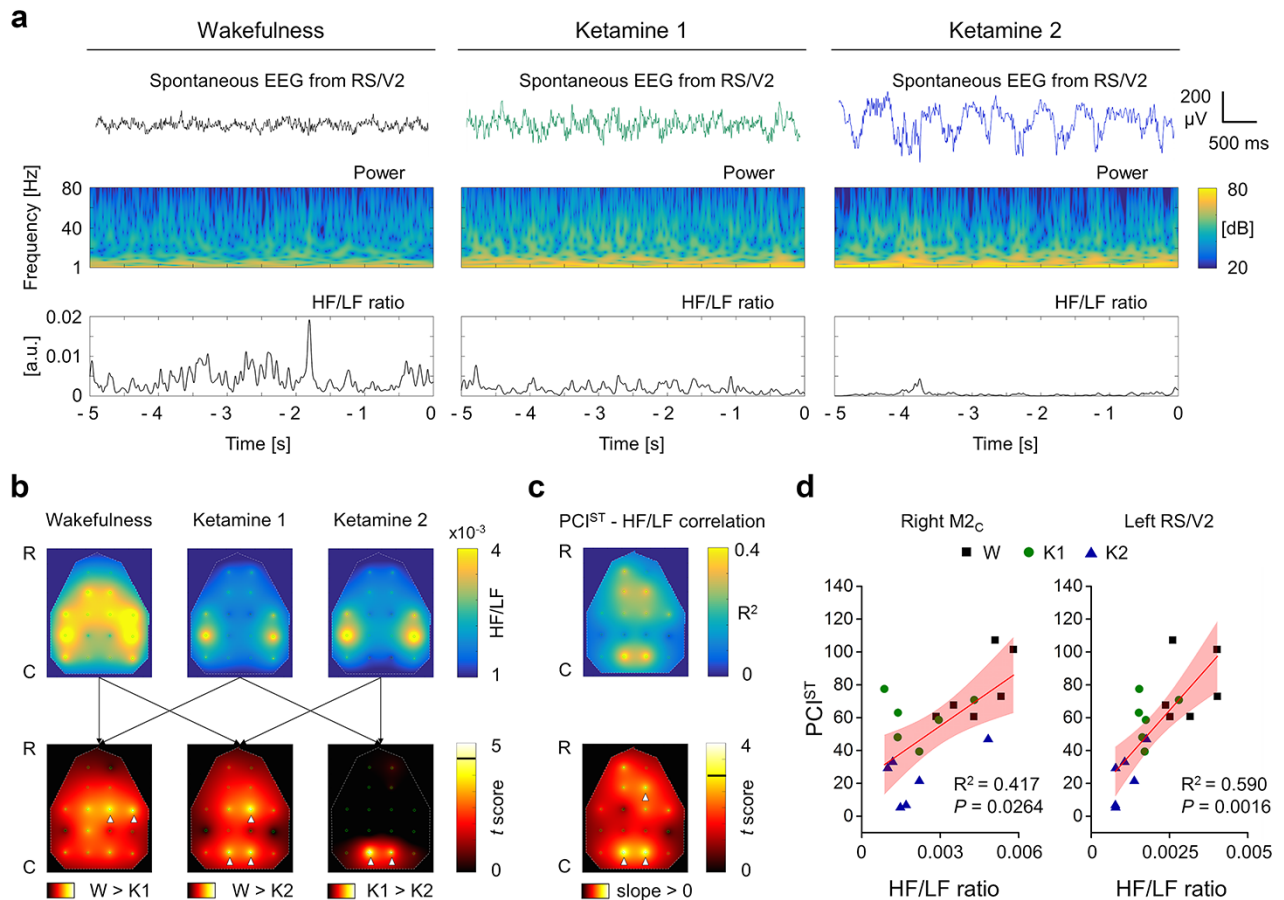 a
Wakefulness
Ketamine 1
Ketamine 2
Spontaneous EEG from RS/V2
Spontaneous EEG from RS/V2
Spontaneous EEG from RS/V2
200
µV
500 ms
Power
Power
Power
Frequency [Hz]
80
40
1
80
[dB]
20
HF/LF ratio
HF/LF ratio
HF/LF ratio
[a.u.]
0.02
0.01
0
- 5 - 4 - 3 - 2 - 1 0
- 5 - 4 - 3 - 2 - 1 0
- 5 - 4 - 3 - 2 - 1 0
Time [s]
Time [s]
Time [s]
b
Wakefulness
Ketamine 1
Ketamine 2
x10⁻³
R
C
4
HF/LF
1
R
C
5
t score
0
W > K1
W > K2
K1 > K2
c
PCIˢᵀ - HF/LF correlation
R
C
0.4
R²
0
R
C
4
t score
0
slope > 0
d
Right M2c
Left RS/V2
W K1 K2
PCIˢᵀ
140
120
100
80
60
40
20
0
R² = 0.417
P = 0.0264
0 0.003 0.006
HF/LF ratio
140
120
100
80
60
40
20
0
R² = 0.590
P = 0.0016
0 0.0025 0.005
HF/LF ratio